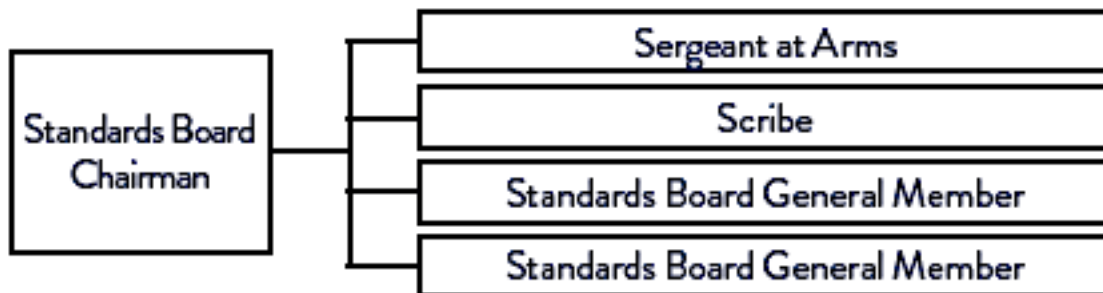 Standards Board
Chairman
Sergeant at Arms
Scribe
Standards Board General Member
Standards Board General Member